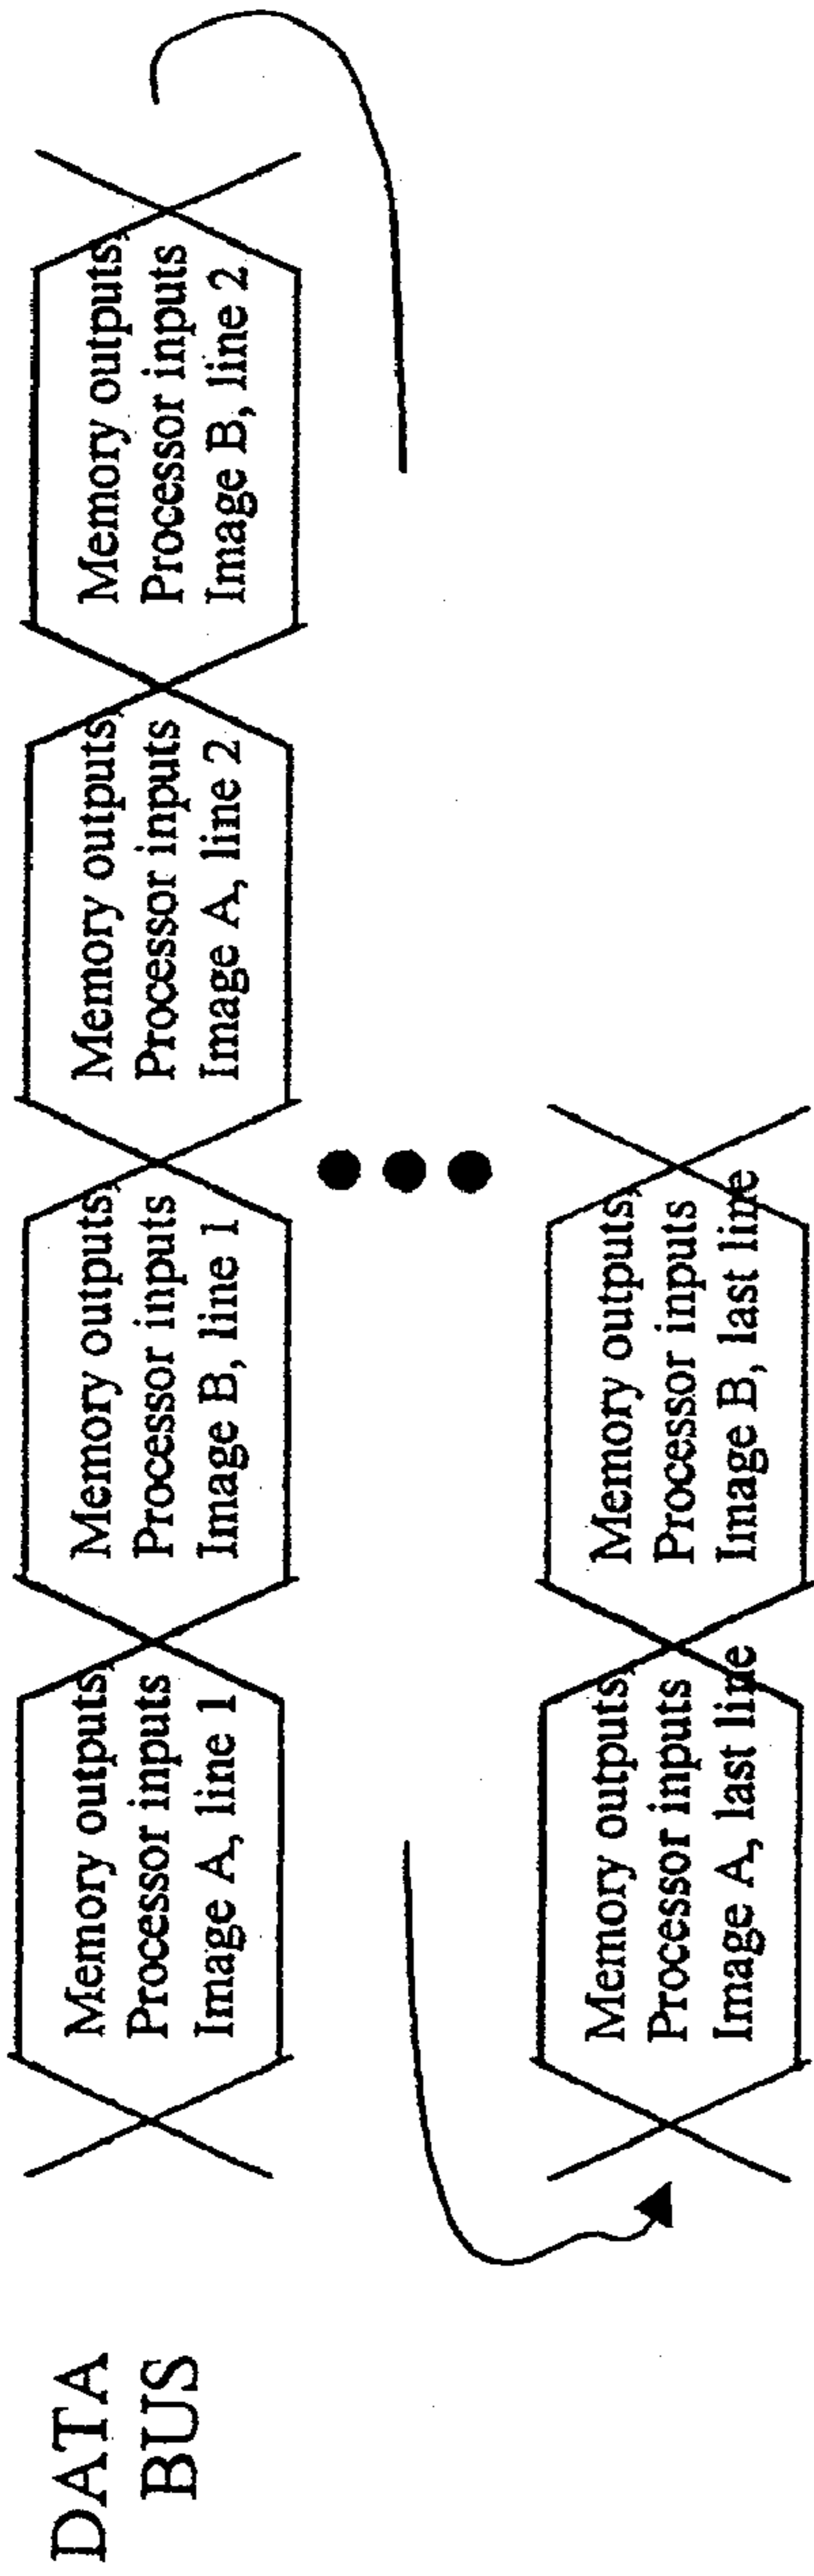 DATA
BUS
Memory outputs,
Processor inputs
Image A, line 1
Memory outputs,
Processor inputs
Image B, line 1
Memory outputs,
Processor inputs
Image A, line 2
Memory outputs,
Processor inputs
Image B, line 2
Memory outputs,
Processor inputs
Image A, last line
Memory outputs,
Processor inputs
Image B, last line